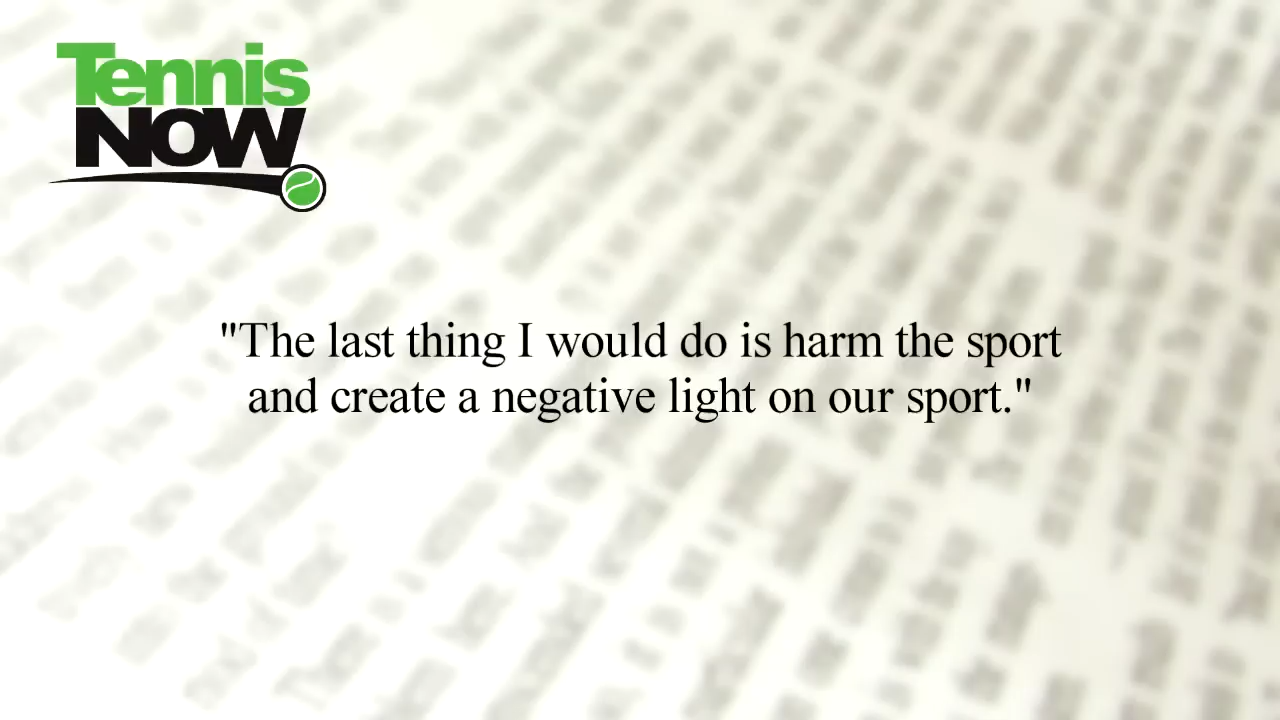 Tennis
NOW
"The last thing I would do is harm the sport
and create a negative light on our sport."